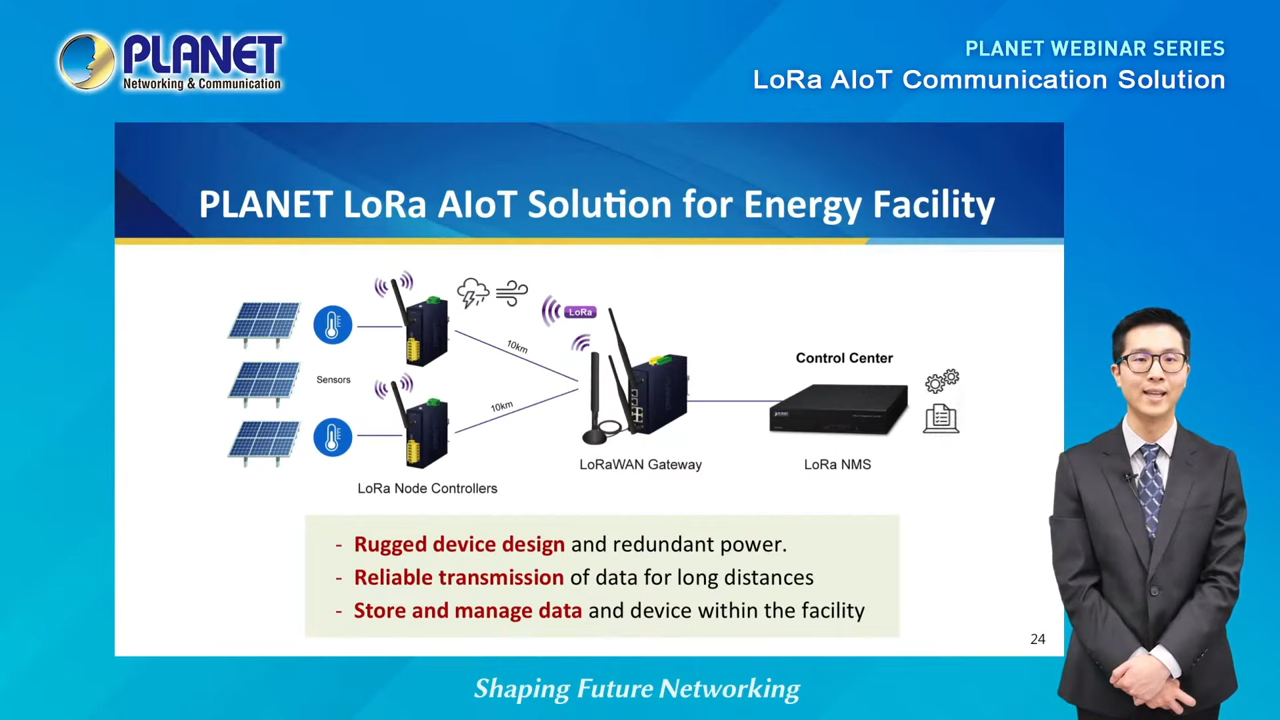 PLANET
Networking & Communication
PLANET WEBINAR SERIES
LoRa AIoT Communication Solution
PLANET LoRa AIoT Solution for Energy Facility
LoRa
10km
Control Center
Sensors
10km
LoRaWAN Gateway
LoRa NMS
LoRa Node Controllers
- Rugged device design and redundant power.
- Reliable transmission of data for long distances
- Store and manage data and device within the facility
24
Shaping Future Networking